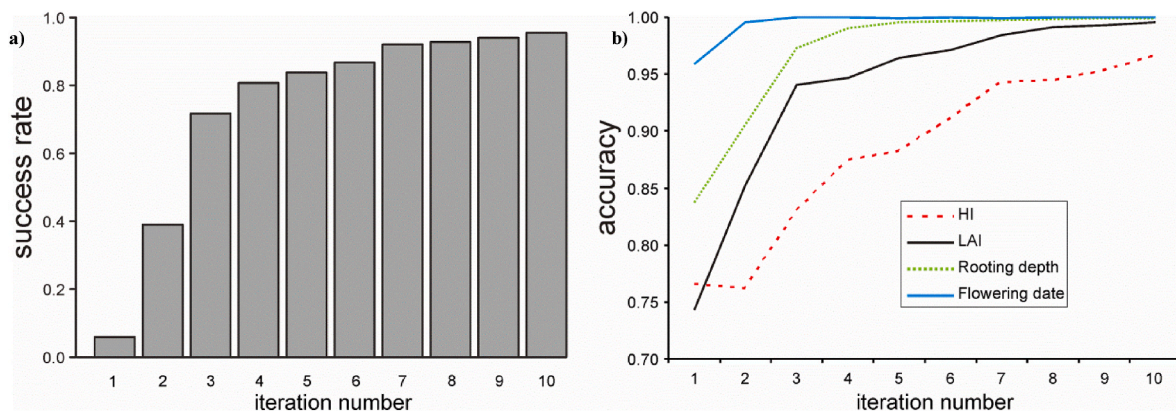 a)
success rate
1.0
0.8
0.6
0.4
0.2
0.0
1 2 3 4 5 6 7 8 9 10
iteration number
b)
accuracy
1.00
0.95
0.90
0.85
0.80
0.75
0.70
HI
LAI
Rooting depth
Flowering date
1 2 3 4 5 6 7 8 9 10
iteration number